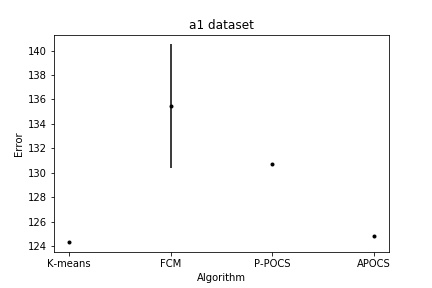 a1 dataset
140
138
136
134
132
130
128
126
124
Error
K-means FCM P-POCS APOCS
Algorithm